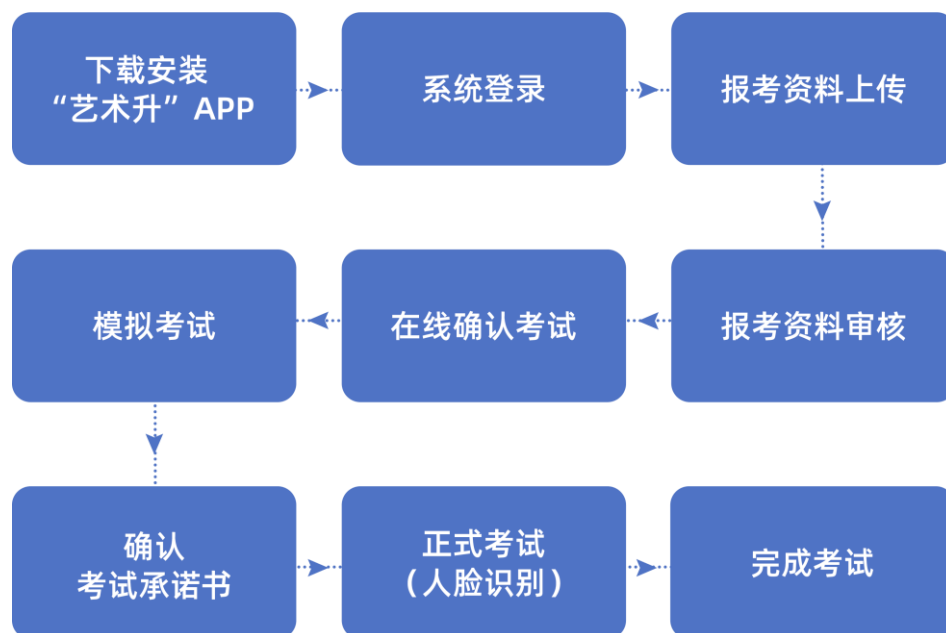 下载安装
“艺术升”APP
系统登录
报考资料上传
报考资料审核
在线确认考试
模拟考试
确认
考试承诺书
正式考试
（人脸识别）
完成考试